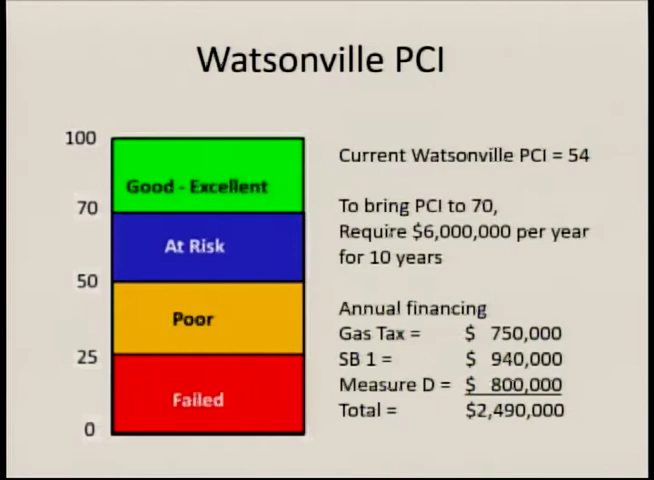 Watsonville PCI
100
Good - Excellent
70
At Risk
50
Poor
25
Failed
0
Current Watsonville PCI = 54
To bring PCI to 70,
Require $6,000,000 per year
for 10 years
Annual financing
Gas Tax = $ 750,000
SB 1 = $ 940,000
Measure D = $ 800,000
Total = $2,490,000